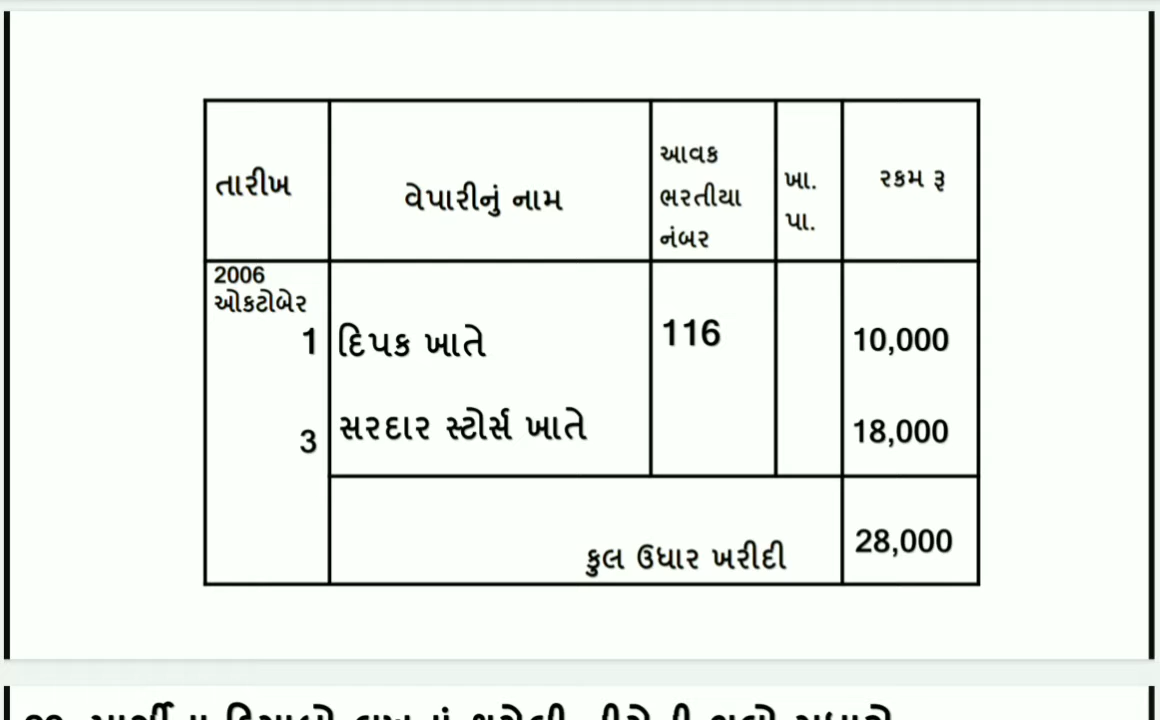 તારીખ વેપારીનું નામ આવક ભરતીયા નંબર ખા. પા. રકમ રૂ
2006
ઓકટોબેર
1 દિપક ખાતે 116 10,000
3 સરદાર સ્ટોર્સ ખાતે 18,000
કુલ ઉધાર ખરીદી 28,000